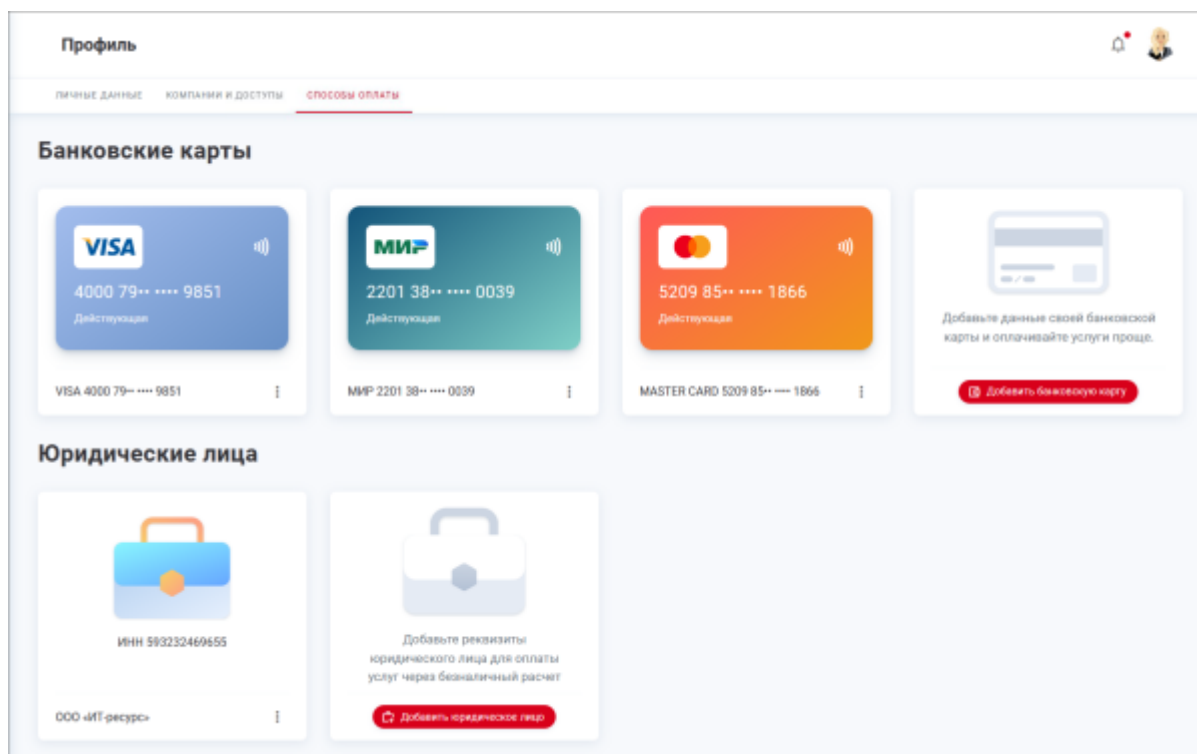 Профиль
ЛИЧНЫЕ ДАННЫЕ КОМПАНИИ И ДОСТУПЫ СПОСОБЫ ОПЛАТЫ
Банковские карты
VISA
4000 79•• •••• 9851
Действующая
VISA 4000 79•• •••• 9851
МИР
2201 38•• •••• 0039
Действующая
МИР 2201 38•• •••• 0039
5209 85•• •••• 1866
Действующая
MASTER CARD 5209 85•• •••• 1866
Добавьте данные своей банковской
карты и оплачивайте услуги проще.
Добавить банковскую карту
Юридические лица
ИНН 593232469655
ООО «ИТ-ресурс»
Добавьте реквизиты
юридического лица для оплаты
услуг через безналичный расчет
Добавить юридическое лицо